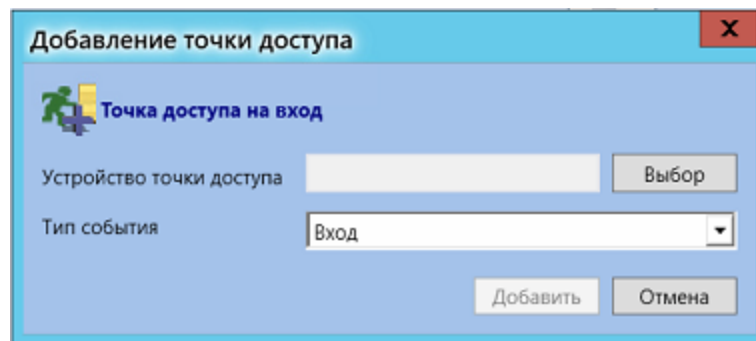 Добавление точки доступа
x
Точка доступа на вход
Устройство точки доступа
Выбор
Тип события
Вход
Добавить
Отмена